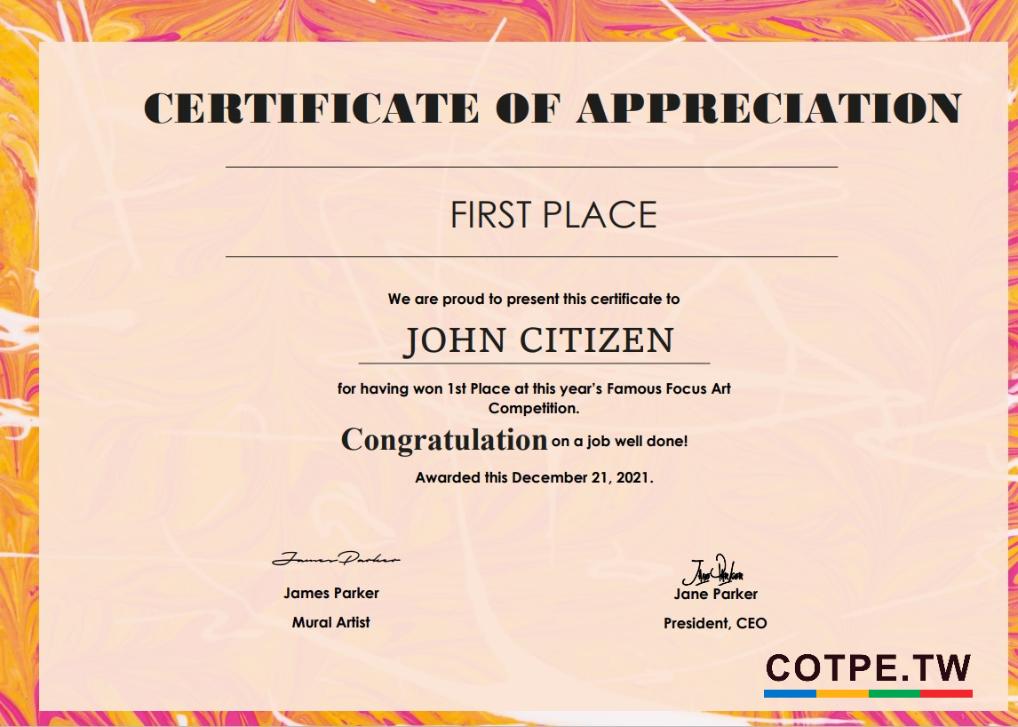 CERTIFICATE OF APPRECIATION
FIRST PLACE
We are proud to present this certificate to
JOHN CITIZEN
for having won 1st Place at this year's Famous Focus Art
Competition.
Congratulation on a job well done!
Awarded this December 21, 2021.
James Parker
James Parker
Mural Artist
Jane Parker
President, CEO
COTPE.TW